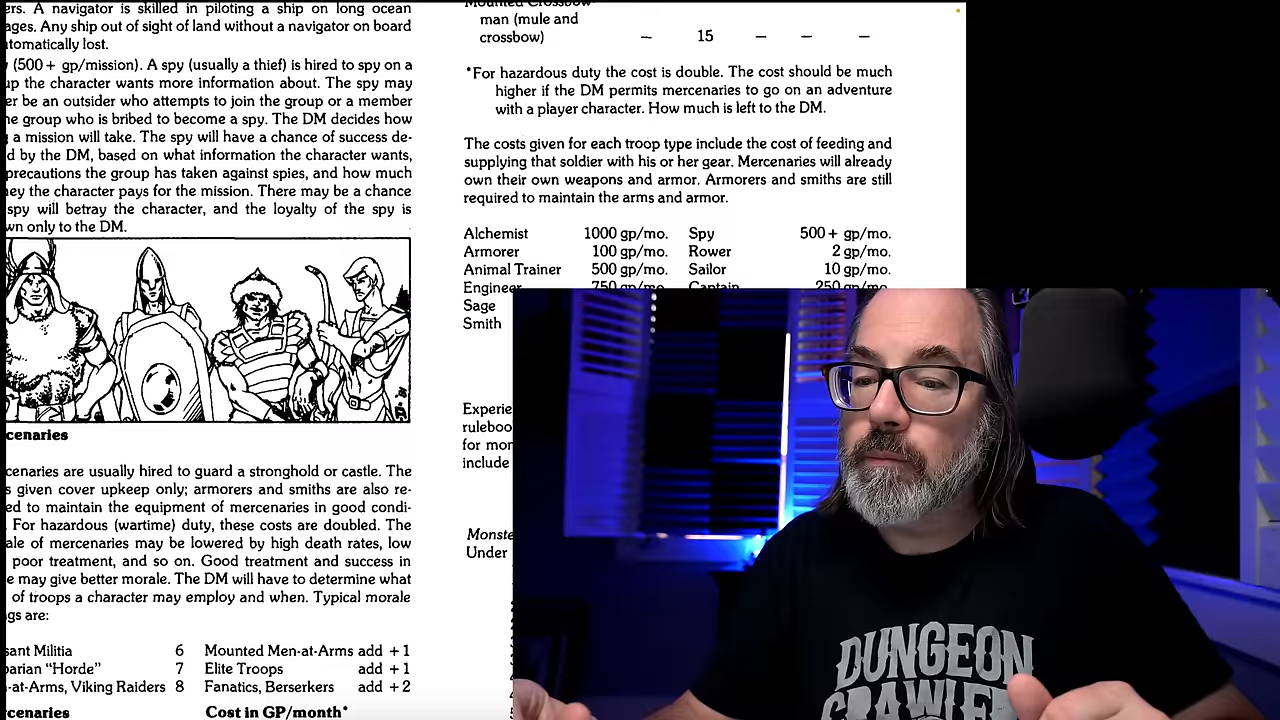 ers. A navigator is skilled in piloting a ship on long ocean
ages. Any ship out of sight of land without a navigator on board
tomatically lost.
(500+ gp/mission). A spy (usually a thief) is hired to spy on a
up the character wants more information about. The spy may
er be an outsider who attempts to join the group or a member
he group who is bribed to become a spy. The DM decides how
a mission will take. The spy will have a chance of success de-
d by the DM, based on what information the character wants,
precautions the group has taken against spies, and how much
ey the character pays for the mission. There may be a chance
spy will betray the character, and the loyalty of the spy is
wn only to the DM.
cenaries
cenaries are usually hired to guard a stronghold or castle. The
s given cover upkeep only; armorers and smiths are also re-
ed to maintain the equipment of mercenaries in good condi-
For hazardous (wartime) duty, these costs are doubled. The
ale of mercenaries may be lowered by high death rates, low
poor treatment, and so on. Good treatment and success in
e may give better morale. The DM will have to determine what
of troops a character may employ and when. Typical morale
gs are:
sant Militia 6 Mounted Men-at-Arms add +1
barian "Horde" 7 Elite Troops add +1
-at-Arms, Viking Raiders 8 Fanatics, Berserkers add +2
cenaries Cost in GP/month*
Mounted Crossbow-
man (mule and
crossbow) — 15 — — —
*For hazardous duty the cost is double. The cost should be much
higher if the DM permits mercenaries to go on an adventure
with a player character. How much is left to the DM.
The costs given for each troop type include the cost of feeding and
supplying that soldier with his or her gear. Mercenaries will already
own their own weapons and armor. Armorers and smiths are still
required to maintain the arms and armor.
Alchemist 1000 gp/mo. Spy 500+ gp/mo.
Armorer 100 gp/mo. Rower 2 gp/mo.
Animal Trainer 500 gp/mo. Sailor 10 gp/mo.
Engineer 750 gp/mo. Captain 250 gp/mo.
Sage
Smith
Experie
ruleboo
for mon
include
Monste
Under
DUNGEON
CRAWLER